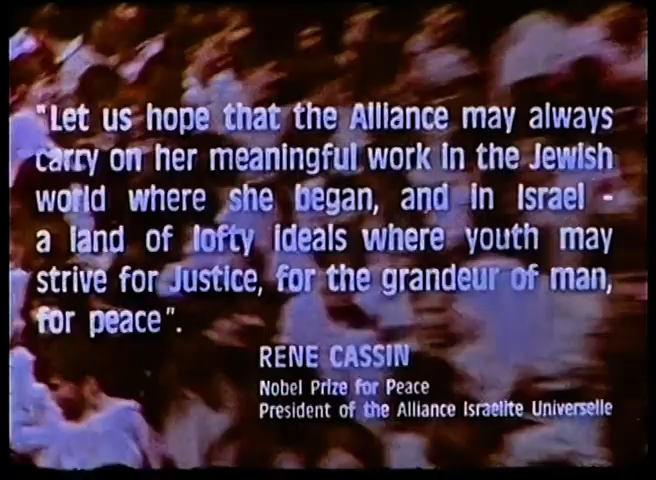 "Let us hope that the Alliance may always
carry on her meaningful work in the Jewish
world where she began, and in Israel -
a land of lofty ideals where youth may
strive for Justice, for the grandeur of man,
for peace".
RENE CASSIN
Nobel Prize for Peace
President of the Alliance Israelite Universelle